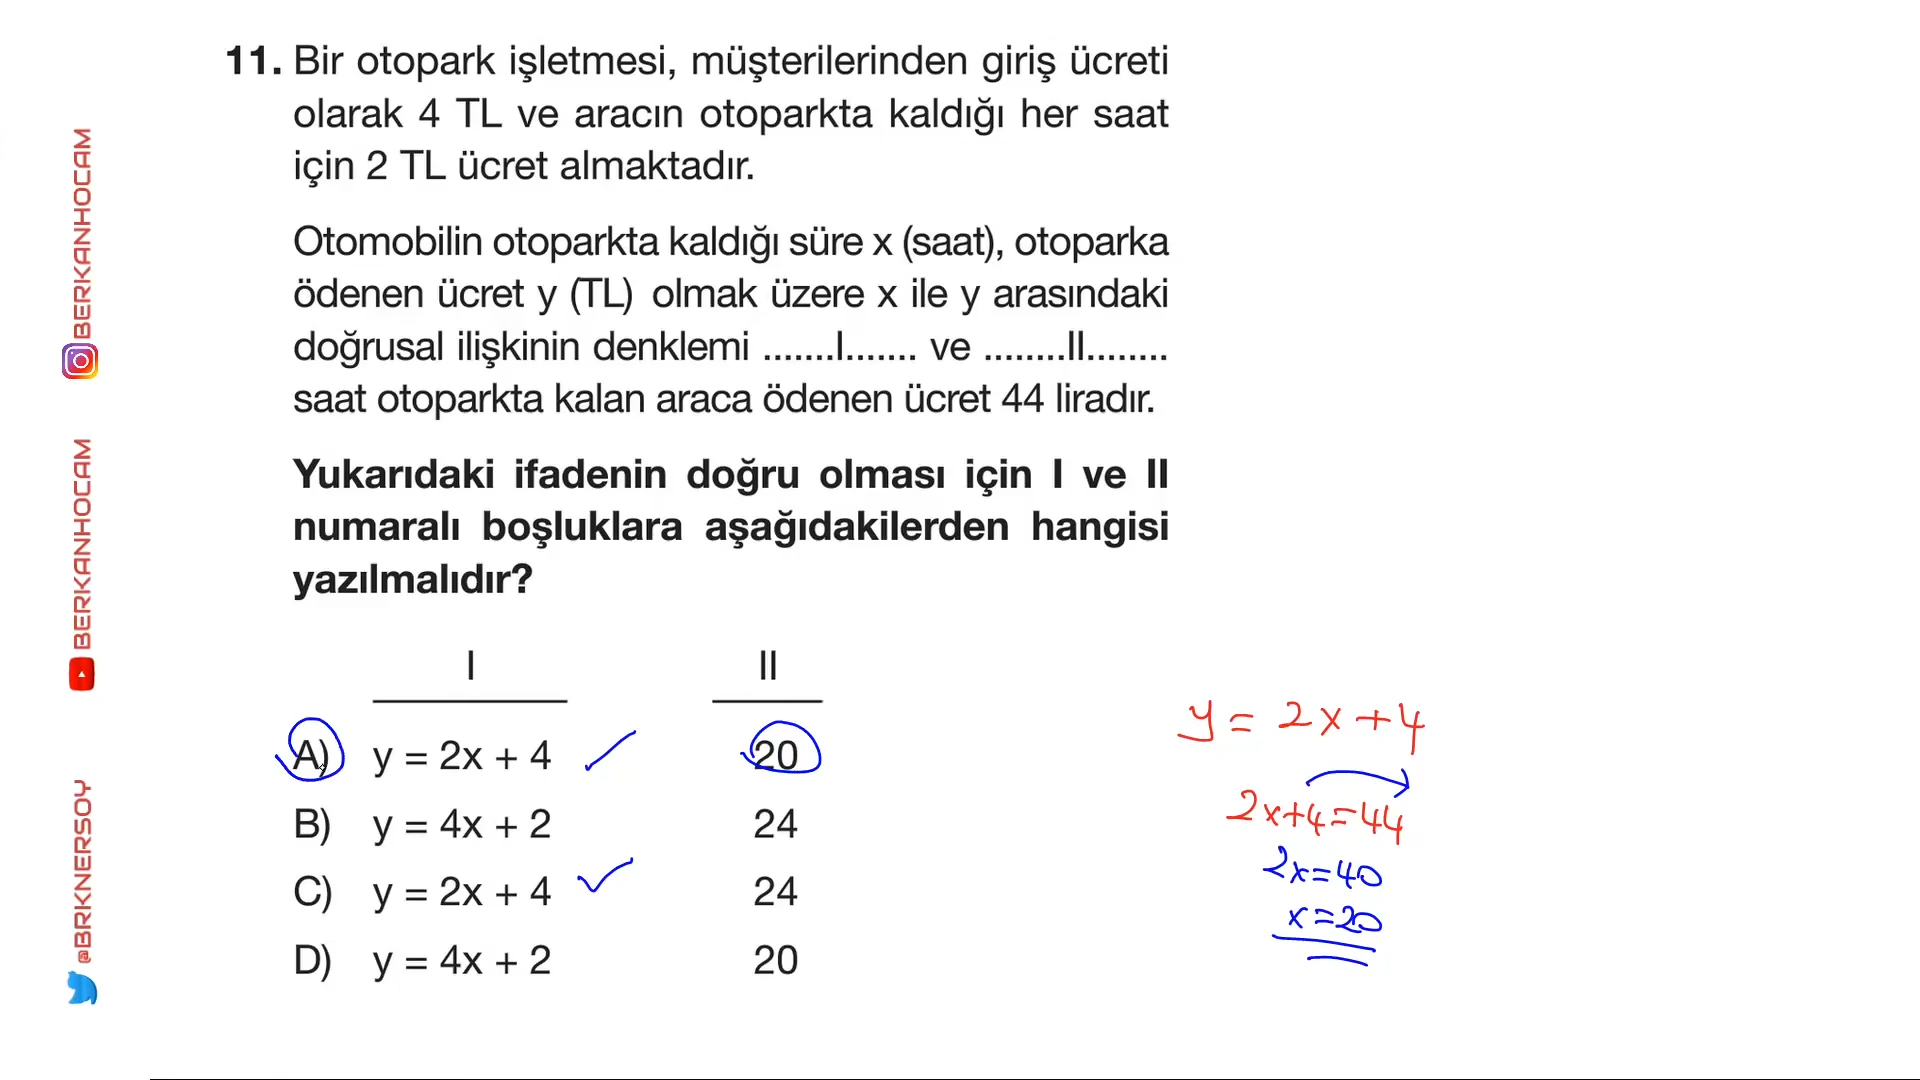 11. Bir otopark işletmesi, müşterilerinden giriş ücreti
olarak 4 TL ve aracın otoparkta kaldığı her saat
için 2 TL ücret almaktadır.
Otomobilin otoparkta kaldığı süre x (saat), otoparka
ödenen ücret y (TL) olmak üzere x ile y arasındaki
doğrusal ilişkinin denklemi .......I....... ve ........II........
saat otoparkta kalan araca ödenen ücret 44 liradır.
Yukarıdaki ifadenin doğru olması için I ve II
numaralı boşluklara aşağıdakilerden hangisi
yazılmalıdır?
I II
A) y = 2x + 4 20
B) y = 4x + 2 24
C) y = 2x + 4 24
D) y = 4x + 2 20
y = 2x + 4
2x+4=44
2x=40
x=20
BERKANHOCAM
BERKANHOCAM
@BRKNERSOY